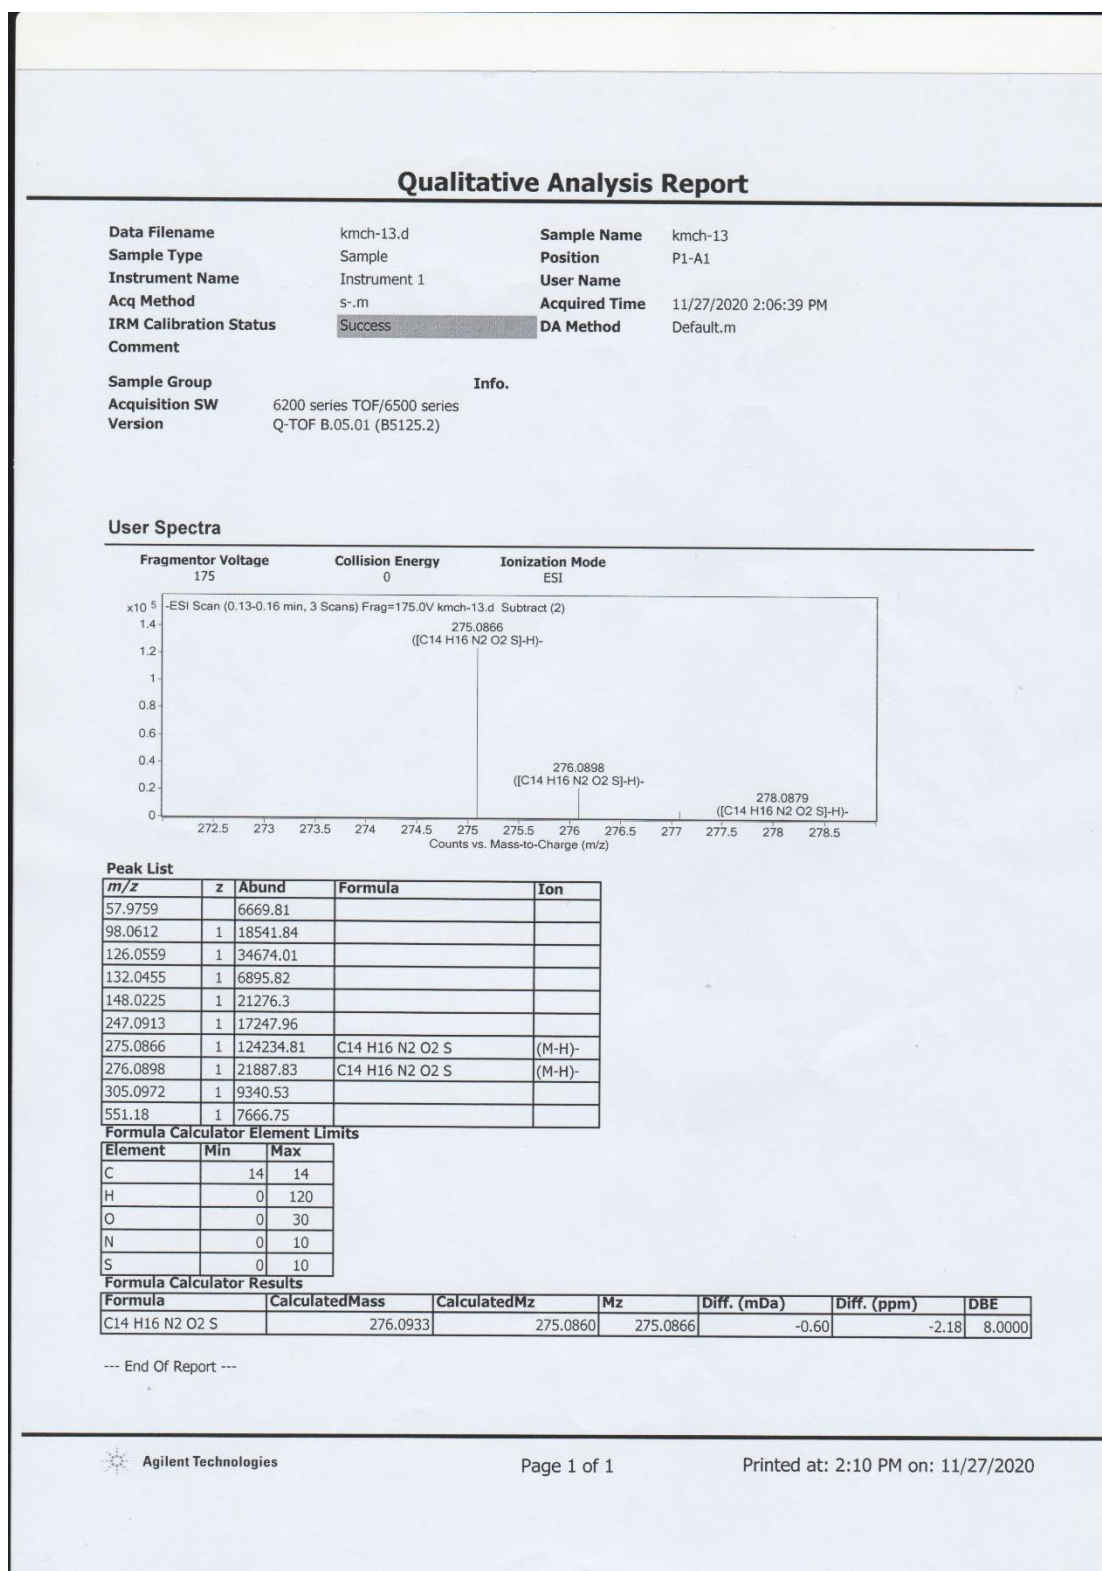 Qualitative Analysis Report
Data Filename kmch-13.d Sample Name kmch-13
Sample Type Sample Position P1-A1
Instrument Name Instrument 1 User Name
Acq Method s-.m Acquired Time 11/27/2020 2:06:39 PM
IRM Calibration Status Success DA Method Default.m
Comment
Sample Group Info.
Acquisition SW 6200 series TOF/6500 series
Version Q-TOF B.05.01 (B5125.2)
User Spectra
Fragmentor Voltage Collision Energy Ionization Mode
175 0 ESI
x10 5 -ESI Scan (0.13-0.16 min, 3 Scans) Frag=175.0V kmch-13.d Subtract (2)
1.4
275.0866
([C14 H16 N2 O2 S]-H)-
1.2
1
0.8
0.6
0.4
276.0898
([C14 H16 N2 O2 S]-H)-
0.2
278.0879
([C14 H16 N2 O2 S]-H)-
0
272.5 273 273.5 274 274.5 275 275.5 276 276.5 277 277.5 278 278.5
Counts vs. Mass-to-Charge (m/z)
Peak List
m/z z Abund Formula Ion
57.9759 6669.81
98.0612 1 18541.84
126.0559 1 34674.01
132.0455 1 6895.82
148.0225 1 21276.3
247.0913 1 17247.96
275.0866 1 124234.81 C14 H16 N2 O2 S (M-H)-
276.0898 1 21887.83 C14 H16 N2 O2 S (M-H)-
305.0972 1 9340.53
551.18 1 7666.75
Formula Calculator Element Limits
Element Min Max
C 14 14
H 0 120
O 0 30
N 0 10
S 0 10
Formula Calculator Results
Formula CalculatedMass CalculatedMz Mz Diff. (mDa) Diff. (ppm) DBE
C14 H16 N2 O2 S 276.0933 275.0860 275.0866 -0.60 -2.18 8.0000
--- End Of Report ---
Agilent Technologies Page 1 of 1 Printed at: 2:10 PM on: 11/27/2020